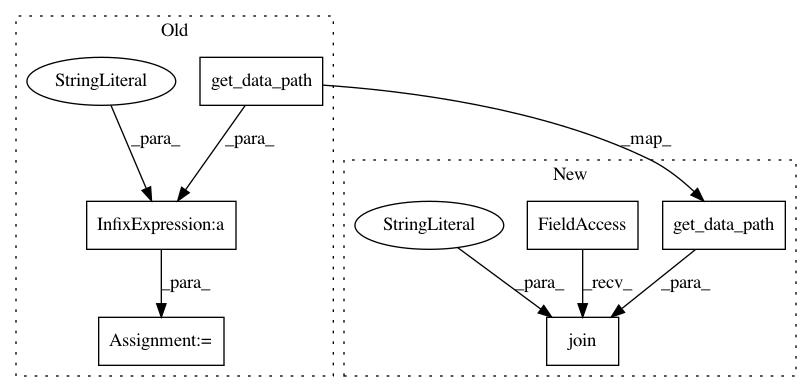 Old
StringLiteral
get_data_path
_para_
_para_
_map_
New
InfixExpression:a
StringLiteral
FieldAccess
get_data_path
_para_
_para_
_recv_
_para_
Assignment:=
join